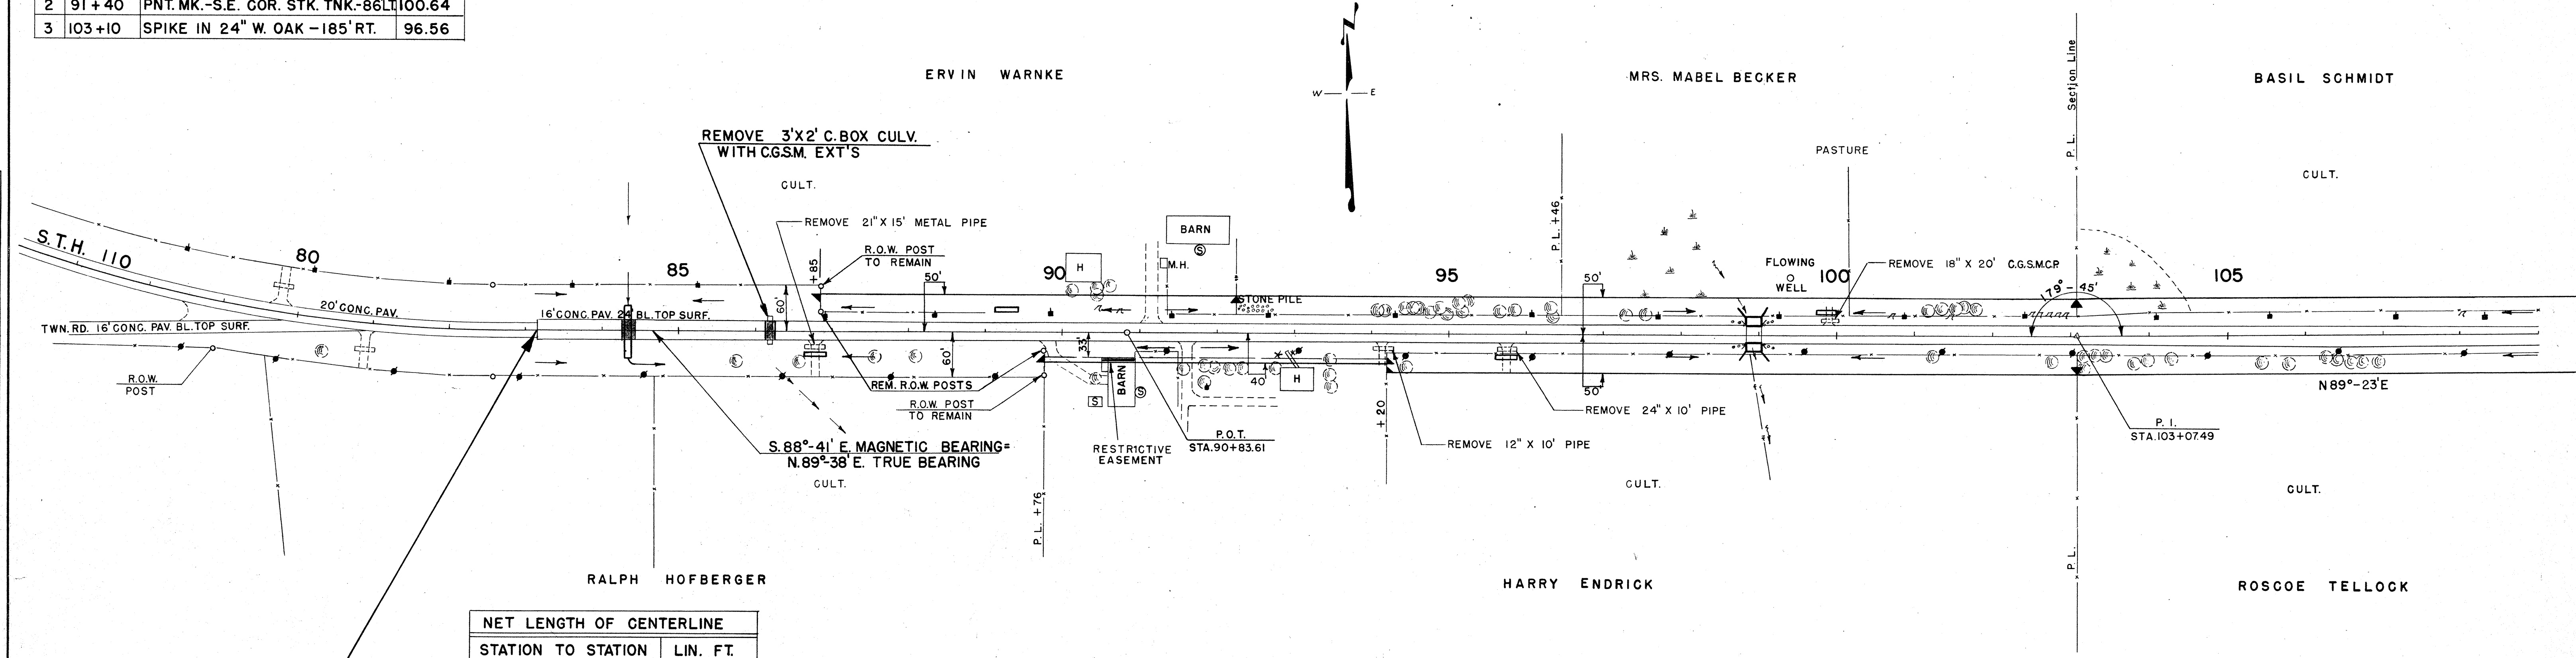 2 91+40 PNT. MK.-S.E. COR. STK. TNK.-86LT 100.64
3 103+10 SPIKE IN 24" W. OAK -185' RT. 96.56
ERVIN WARNKE
MRS. MABEL BECKER
BASIL SCHMIDT
N
W E
P.L. Section Line
REMOVE 3'X2' C. BOX CULV.
WITH C.G.S.M. EXT'S
CULT.
PASTURE
CULT.
REMOVE 21" X 15' METAL PIPE
BARN
S
P.L. +46
S.T.H. 110
80
85
+85
R.O.W. POST
TO REMAIN
50'
90
H
M.H.
95
50'
FLOWING
WELL
100
REMOVE 18" X 20' C.G.S.M.C.P.
105
STONE PILE
179°-45'
20' CONC. PAV.
16' CONC. PAV. 24' BL. TOP SURF.
60'
TWN. RD. 16' CONC. PAV. BL. TOP SURF.
60'
33'
R.O.W.
POST
REM. R.O.W. POSTS
BARN
S
S
40'
H
50'
N 89°-23'E
R.O.W. POST
TO REMAIN
REMOVE 24" X 10' PIPE
+20
P.O.T.
STA. 90+83.61
P.I.
STA. 103+07.49
REMOVE 12" X 10' PIPE
S. 88°-41' E. MAGNETIC BEARING=
N. 89°-38' E. TRUE BEARING
RESTRICTIVE
EASEMENT
CULT.
CULT.
CULT.
P.L. +76
P.L.
RALPH HOFBERGER
HARRY ENDRICK
ROSCOE TELLOCK
NET LENGTH OF CENTERLINE
STATION TO STATION LIN. FT.